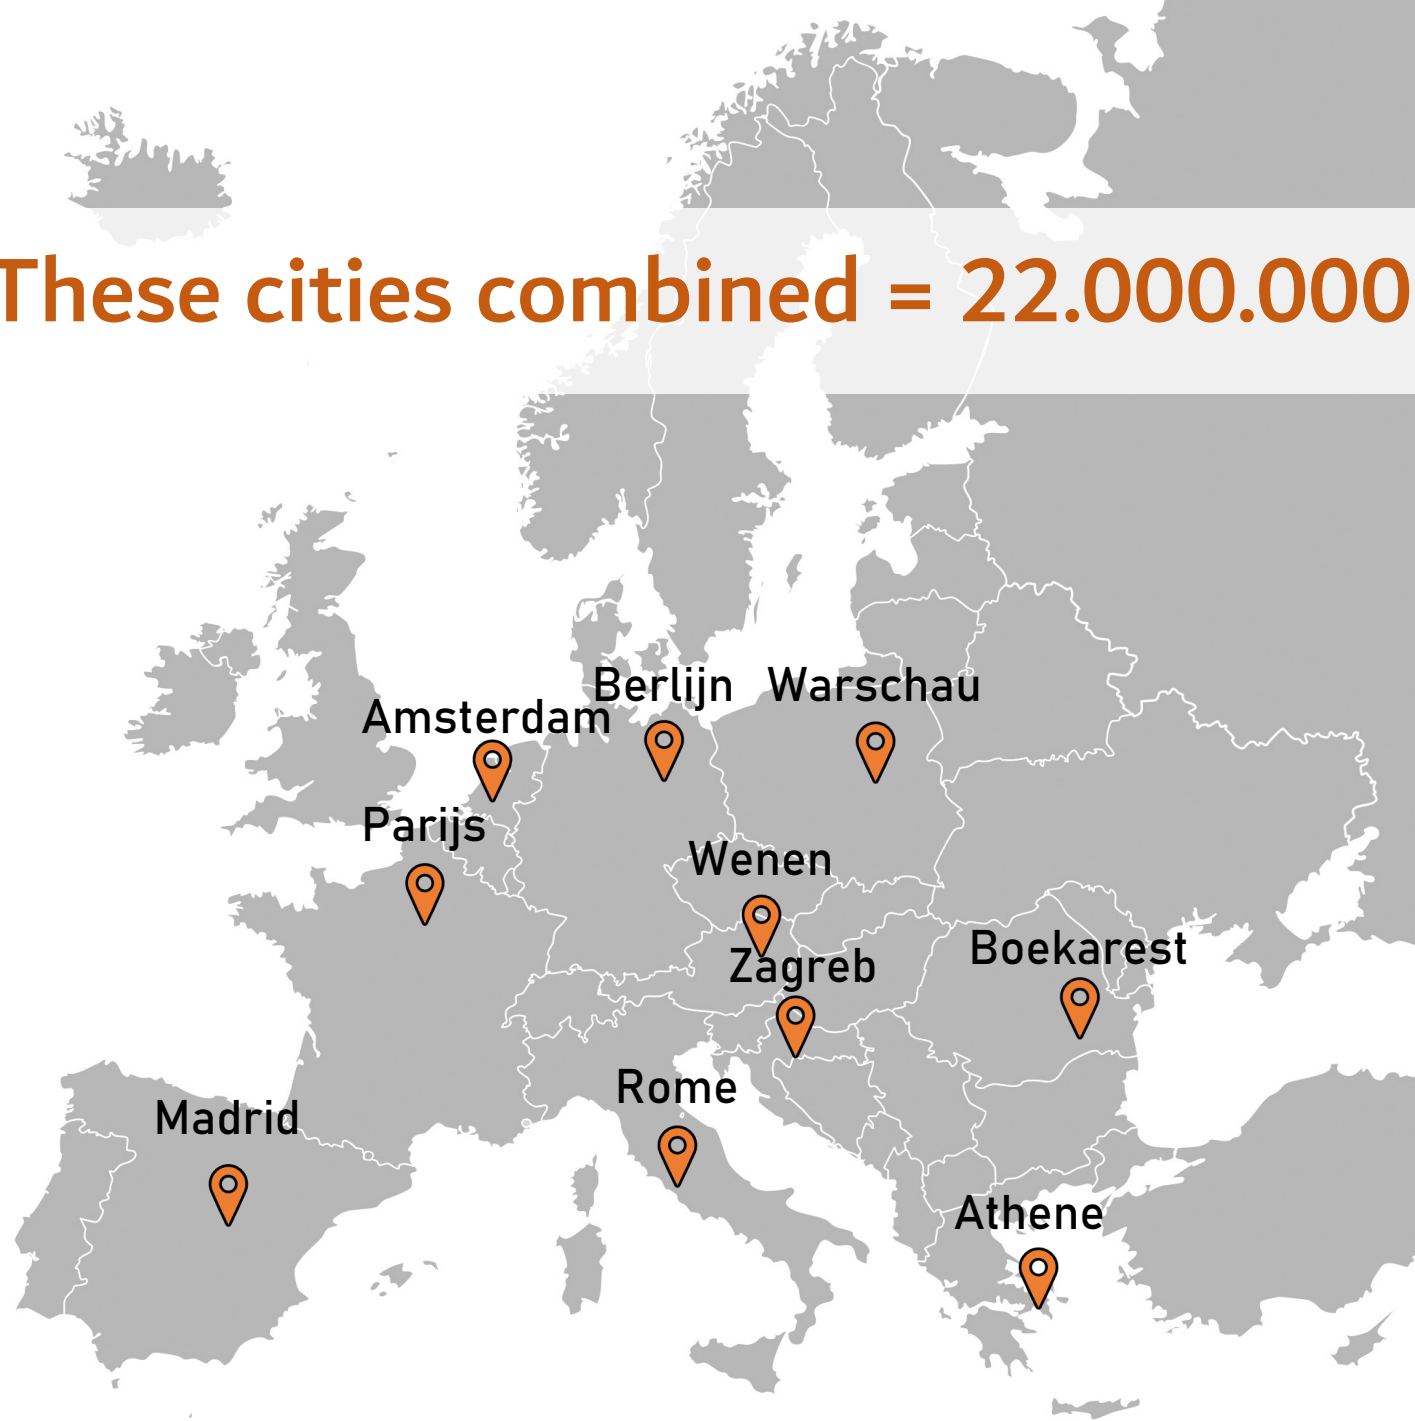 These cities combined = 22.000.000
Berlijn
Warschau
Amsterdam
Parijs
Wenen
Boekarest
Zagreb
Rome
Madrid
Athene